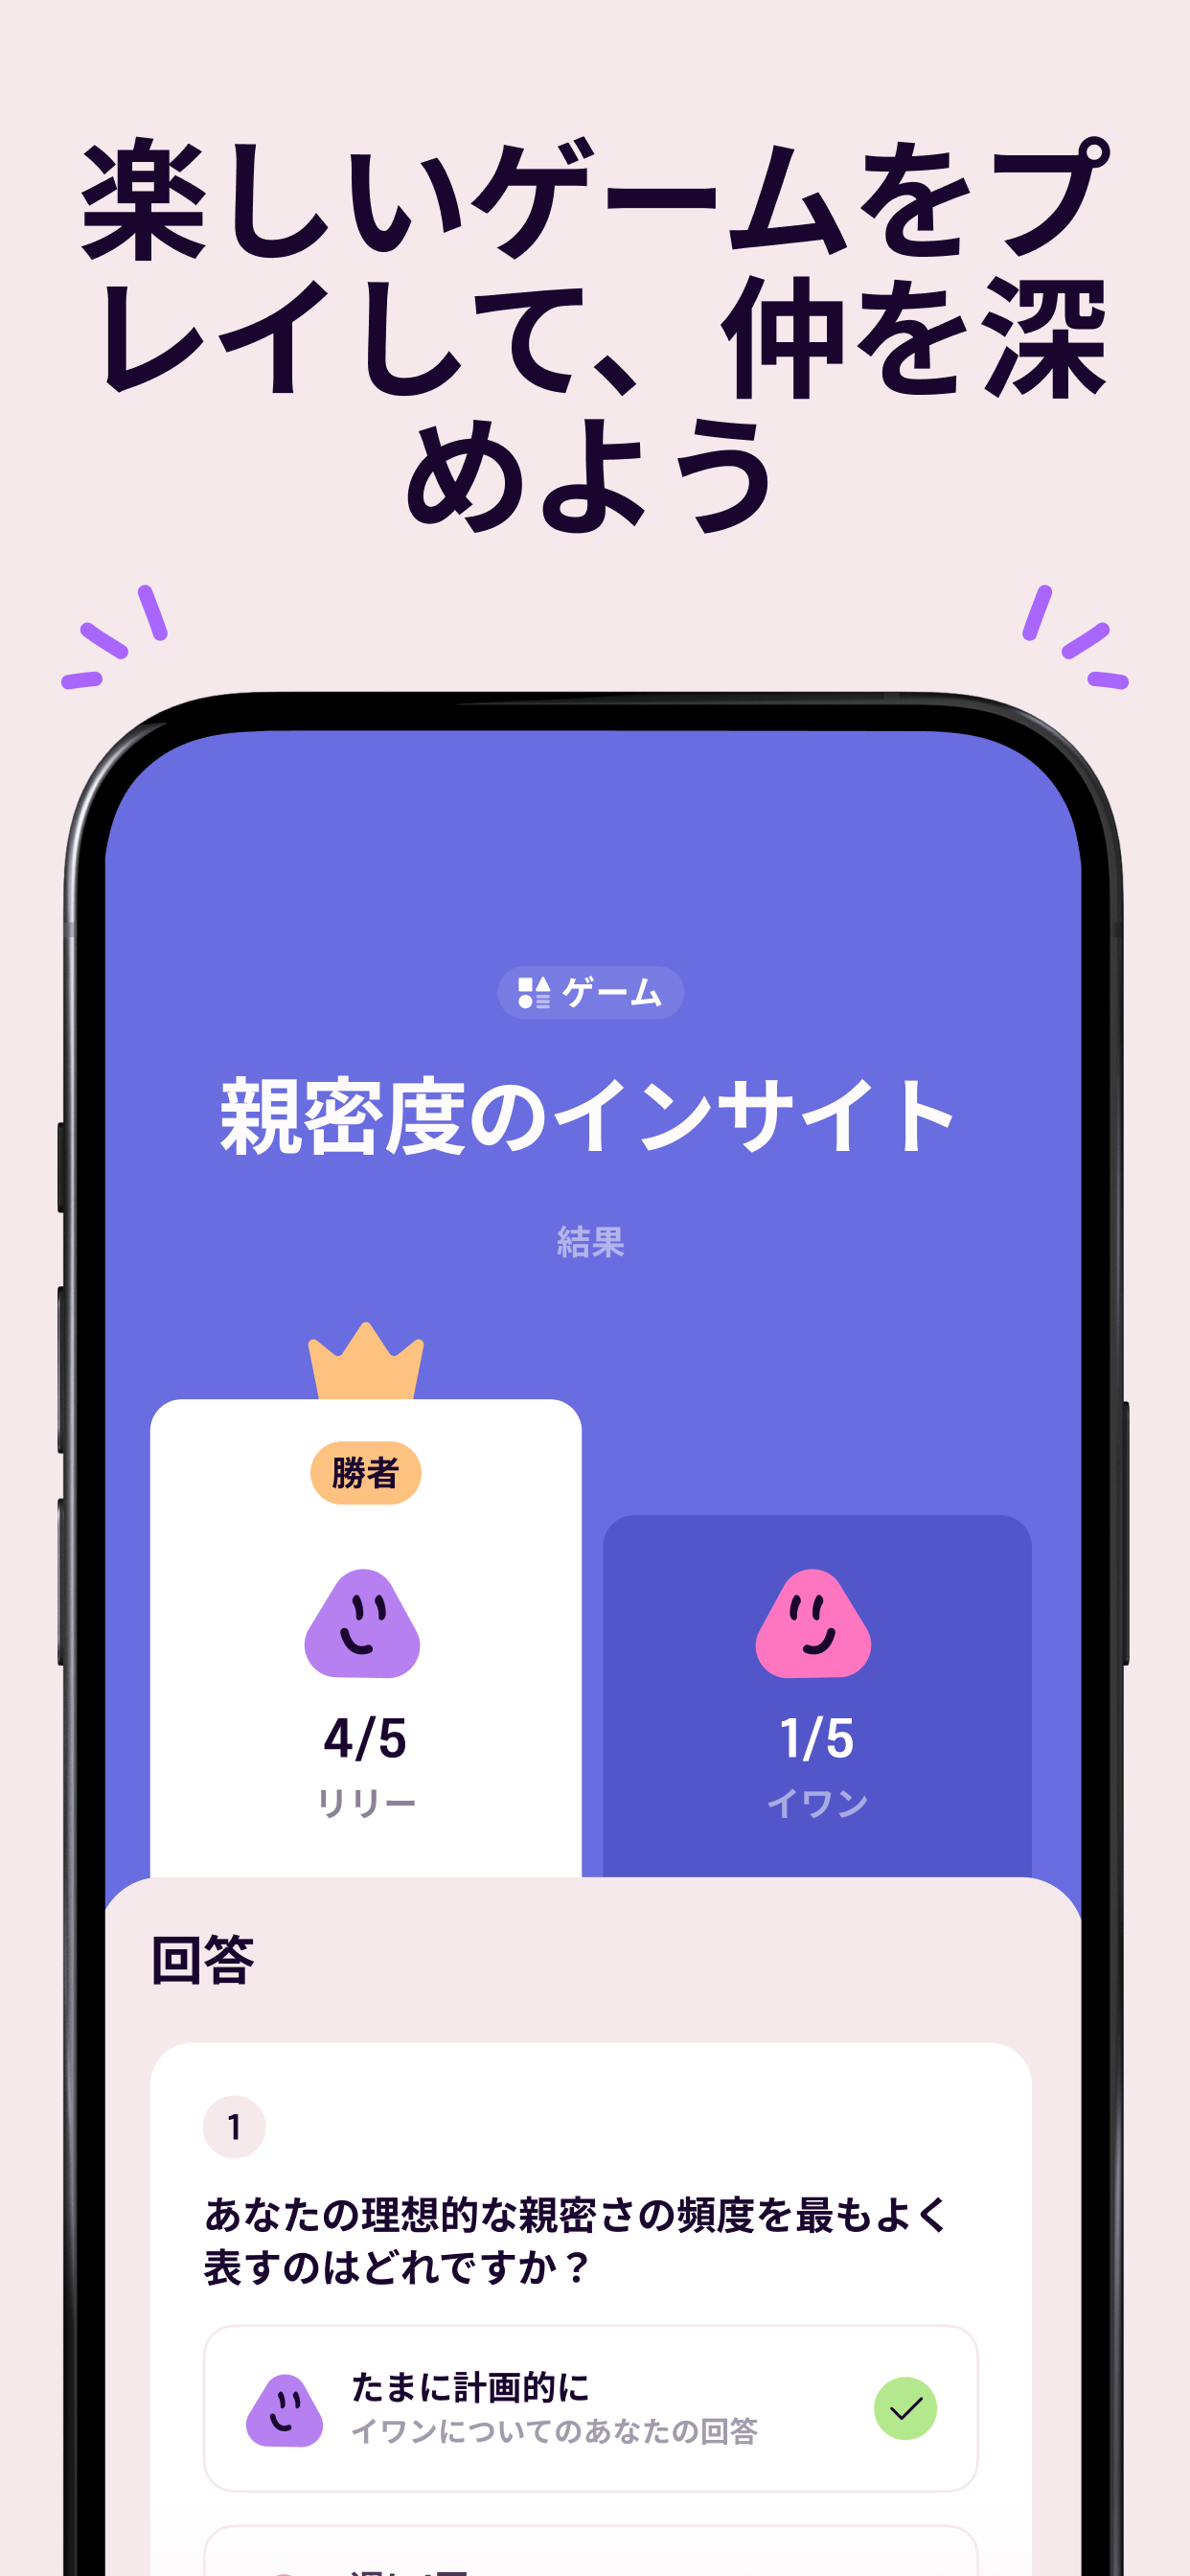 楽しいゲームをプ
レイして、仲を深
めよう
ゲーム
親密度のインサイト
結果
勝者
4/5
リリー
1/5
イワン
回答
1
あなたの理想的な親密さの頻度を最もよく
表すのはどれですか？
たまに計画的に
イワンについてのあなたの回答